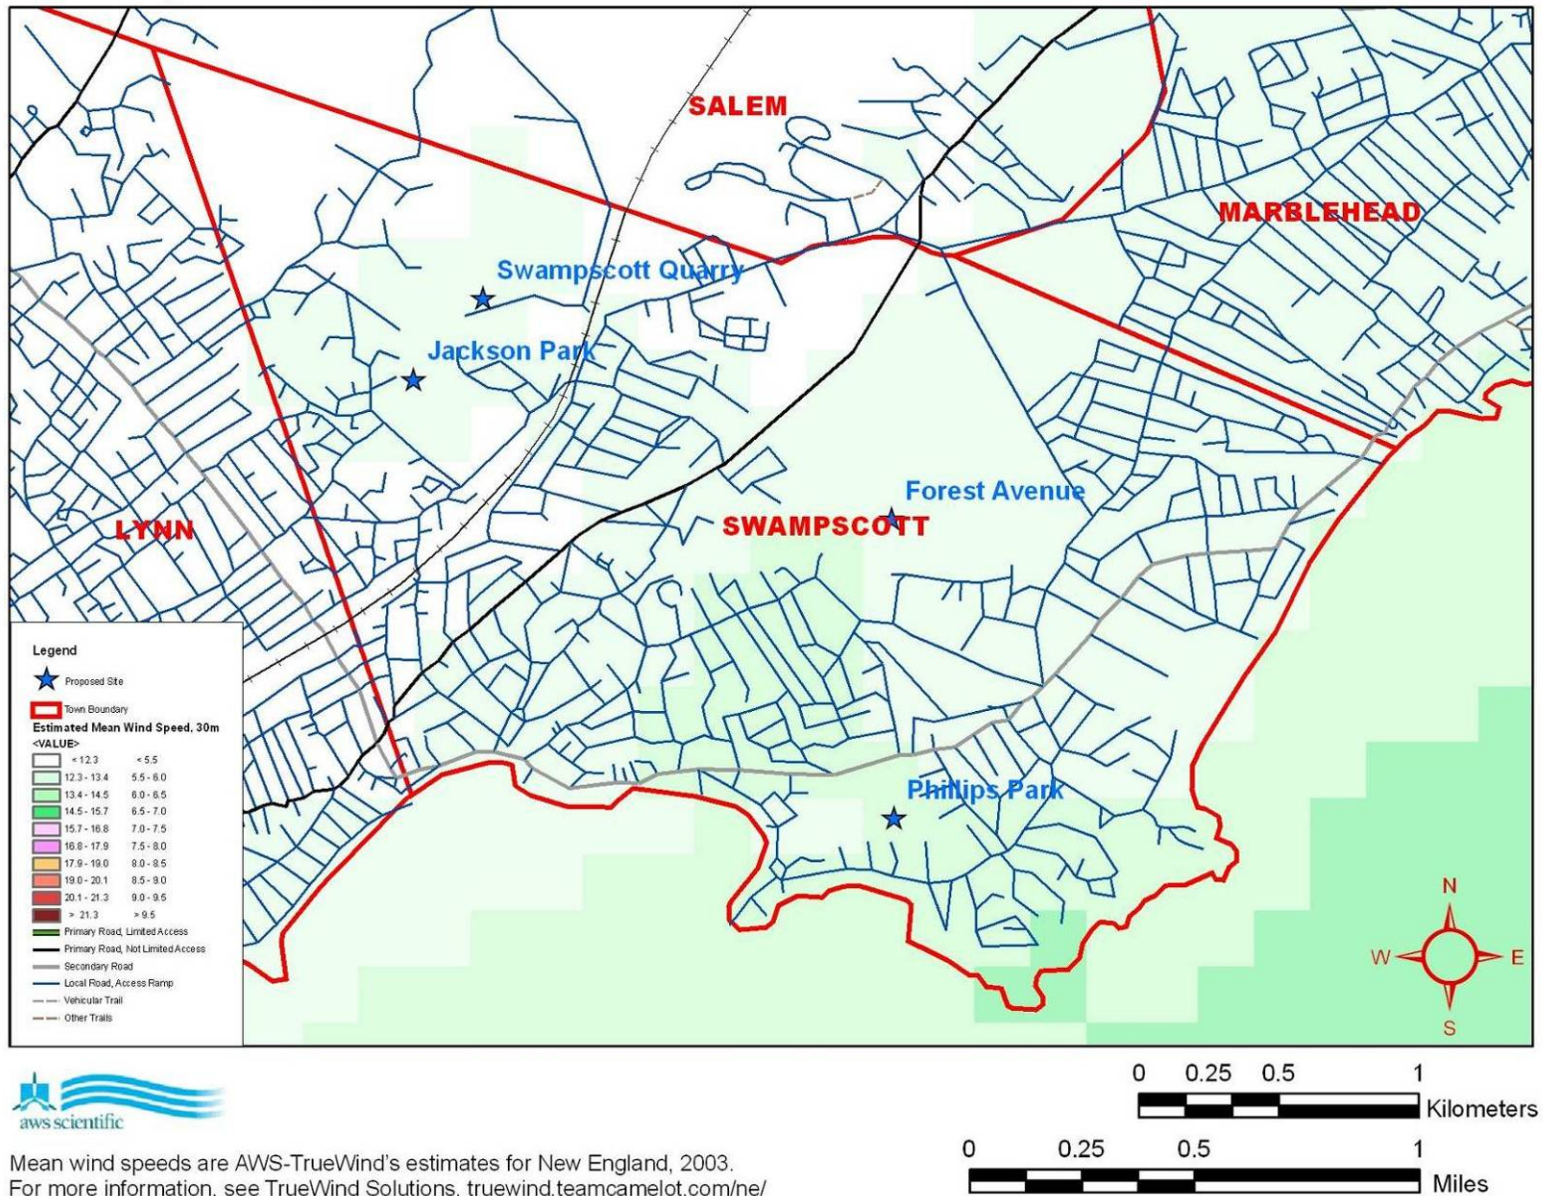 SALEM
MARBLEHEAD
Swampscott Quarry
Jackson Park
Forest Avenue
SWAMPSCOTT
LYNN
Phillips Park
Legend
Proposed Site
Town Boundary
Estimated Mean Wind Speed, 30m
<VALUE>
< 12.3 < 5.5
12.3 - 13.4 5.5 - 6.0
13.4 - 14.5 6.0 - 6.5
14.5 - 15.7 6.5 - 7.0
15.7 - 16.8 7.0 - 7.5
16.8 - 17.9 7.5 - 8.0
17.9 - 19.0 8.0 - 8.5
19.0 - 20.1 8.5 - 9.0
20.1 - 21.3 9.0 - 9.5
> 21.3 > 9.5
Primary Road, Limited Access
Primary Road, Not Limited Access
Secondary Road
Local Road, Access Ramp
Vehicular Trail
Other Trails
N
W E
S
aws scientific
0 0.25 0.5 1
Kilometers
0 0.25 0.5 1
Miles
Mean wind speeds are AWS-TrueWind's estimates for New England, 2003.
For more information, see TrueWind Solutions, truewind.teamcamelot.com/ne/